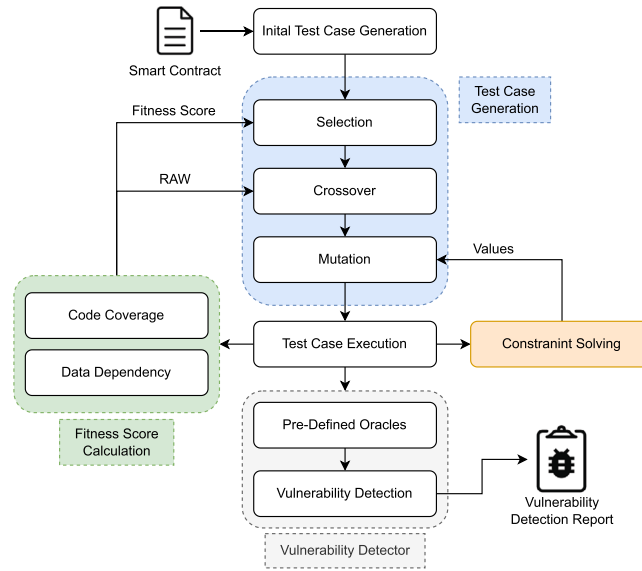 Inital Test Case Generation
Smart Contract
Test Case
Generation
Fitness Score
Selection
RAW
Crossover
Mutation
Values
Code Coverage
Data Dependency
Test Case Execution
Constranint Solving
Fitness Score
Calculation
Pre-Defined Oracles
Vulnerability Detection
Vulnerability
Detection Report
Vulnerability Detector